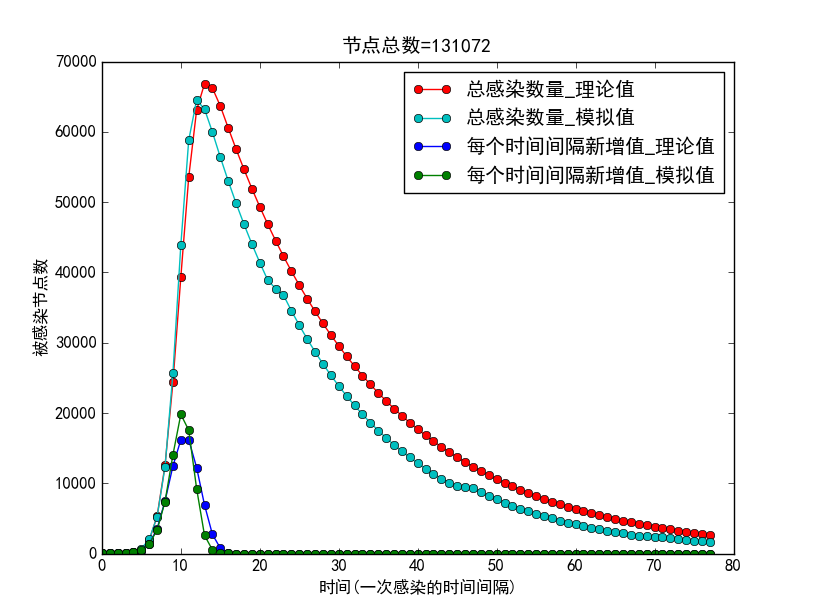 节点总数=131072
70000
60000
50000
40000
30000
20000
10000
0
被感染节点数
总感染数量_理论值
总感染数量_模拟值
每个时间间隔新增值_理论值
每个时间间隔新增值_模拟值
0 10 20 30 40 50 60 70 80
时间(一次感染的时间间隔)